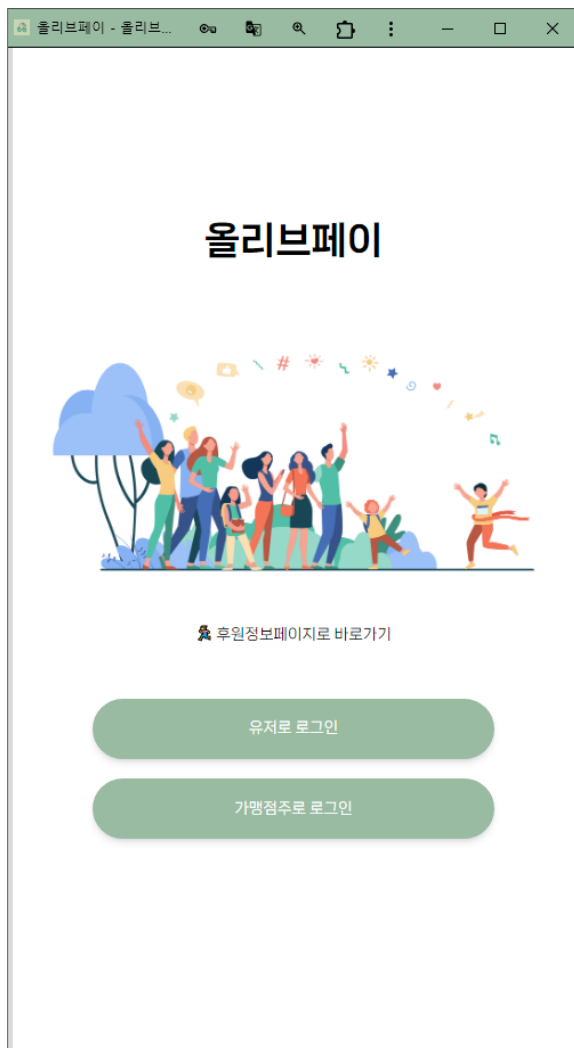 올리브페이 - 올리브...
올리브페이
후원정보페이지로 바로가기
유저로 로그인
가맹점주로 로그인